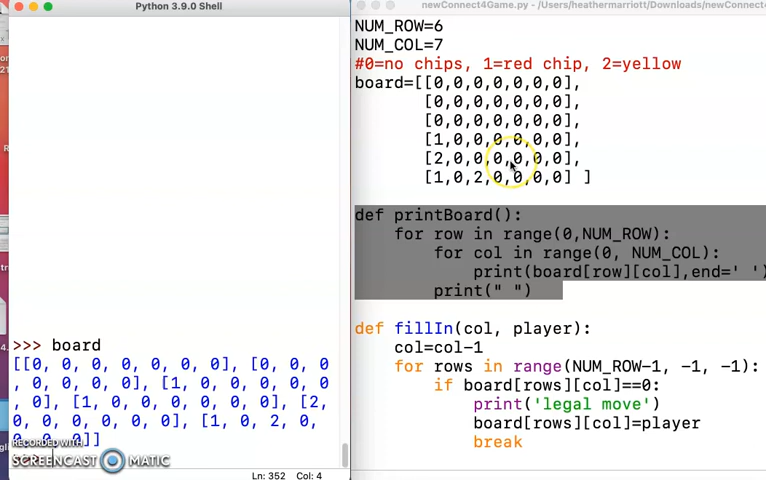 Python 3.9.0 Shell
>>> board
[[0, 0, 0, 0, 0, 0, 0], [0, 0, 0
, 0, 0, 0, 0], [1, 0, 0, 0, 0, 0
, 0], [1, 0, 0, 0, 0, 0, 0], [2,
0, 0, 0, 0, 0, 0], [1, 0, 2, 0,
0, 0, 0]]
RECORDED WITH
SCREENCAST MATIC
Ln: 352 Col: 4
newConnect4Game.py - /Users/heathermarriott/Downloads/newConnect4
NUM_ROW=6
NUM_COL=7
#0=no chips, 1=red chip, 2=yellow
board=[[0,0,0,0,0,0,0],
[0,0,0,0,0,0,0],
[0,0,0,0,0,0,0],
[1,0,0,0,0,0,0],
[2,0,0,0,0,0,0],
[1,0,2,0,0,0,0] ]
def printBoard():
for row in range(0,NUM_ROW):
for col in range(0, NUM_COL):
print(board[row][col],end=' ')
print(" ")
def fillIn(col, player):
col=col-1
for rows in range(NUM_ROW-1, -1, -1):
if board[rows][col]==0:
print('legal move')
board[rows][col]=player
break